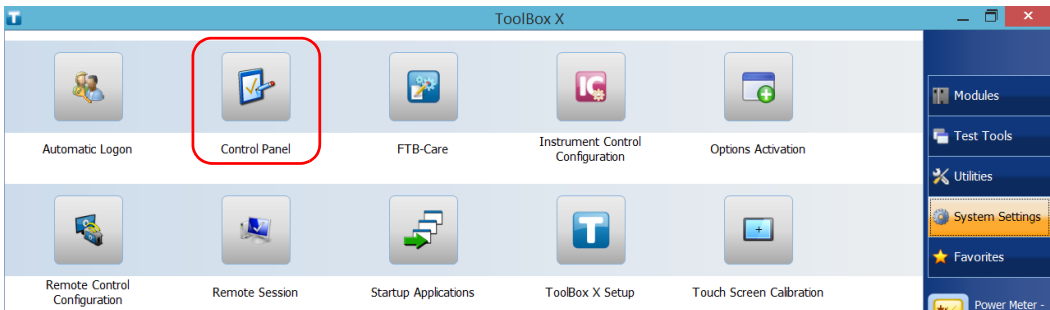 ToolBox X
Automatic Logon
Control Panel
FTB-Care
Instrument Control
Configuration
Options Activation
Remote Control
Configuration
Remote Session
Startup Applications
ToolBox X Setup
Touch Screen Calibration
Modules
Test Tools
Utilities
System Settings
Favorites
Power Meter -